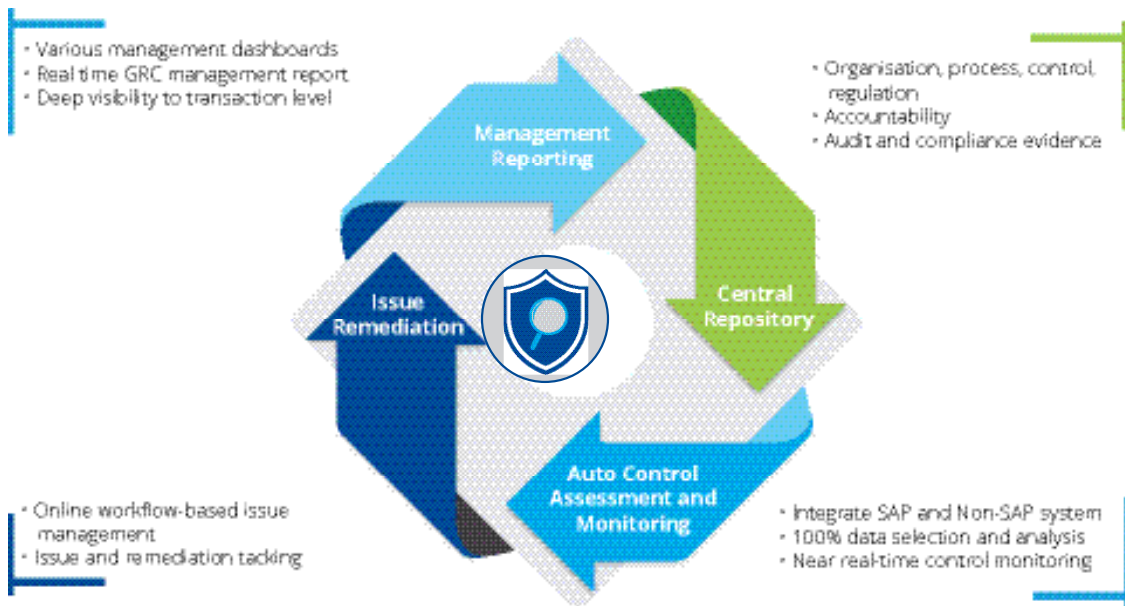 • Various management dashboards
• Real time GRC management report
• Deep visibility to transaction level
• Organisation, process, control,
regulation
• Accountability
• Audit and compliance evidence
Management
Reporting
Central
Repository
Issue
Remediation
Auto Control
Assessment and
Monitoring
• Online workflow-based issue
management
• Issue and remediation tacking
• Integrate SAP and Non-SAP system
• 100% data selection and analysis
• Near real-time control monitoring